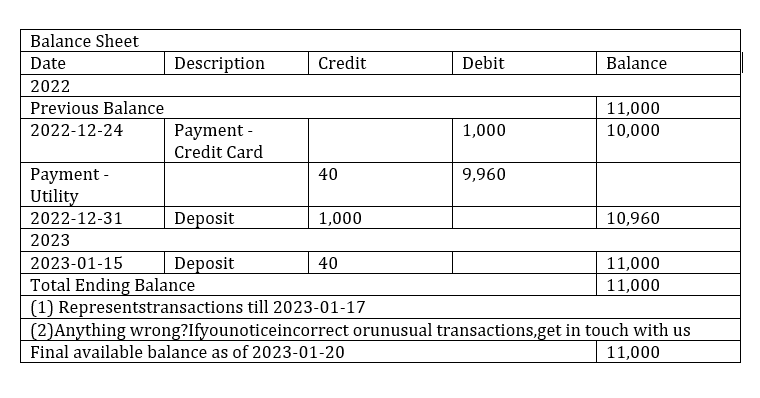 Balance Sheet
Date Description Credit Debit Balance
2022
Previous Balance 11,000
2022-12-24 Payment - 1,000 10,000
Credit Card
Payment - 40 9,960
Utility
2022-12-31 Deposit 1,000 10,960
2023
2023-01-15 Deposit 40 11,000
Total Ending Balance 11,000
(1) Representstransactions till 2023-01-17
(2)Anything wrong?Ifyounoticeincorrect orunusual transactions,get in touch with us
Final available balance as of 2023-01-20 11,000